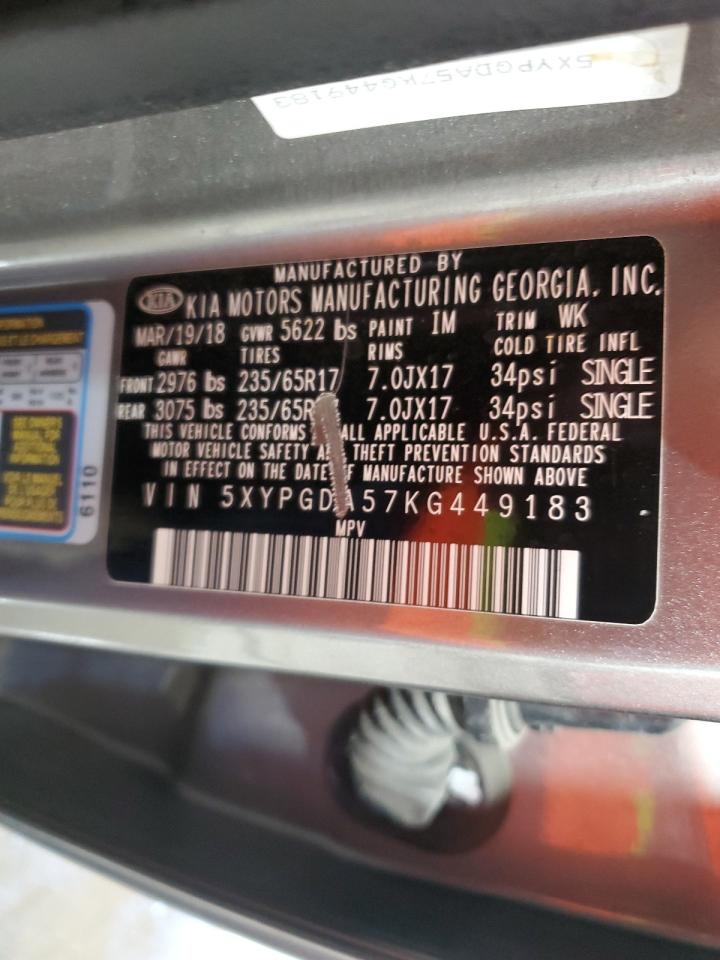 5XYPGDA57KG449183
MANUFACTURED BY
KIA KIA MOTORS MANUFACTURING GEORGIA, INC.
MAR/19/18 GVWR 5622 lbs PAINT IM TRIM WK
GAWR TIRES RIMS COLD TIRE INFL
FRONT 2976 lbs 235/65R17 7.0JX17 34psi SINGLE
REAR 3075 lbs 235/65R 7.0JX17 34psi SINGLE
THIS VEHICLE CONFORMS ALL APPLICABLE U.S.A. FEDERAL
MOTOR VEHICLE SAFETY THEFT PREVENTION STANDARDS
IN EFFECT ON THE DATE MANUFACTURE SHOWN ABOVE
VIN 5XYPGDA57KG449183
MPV
6110